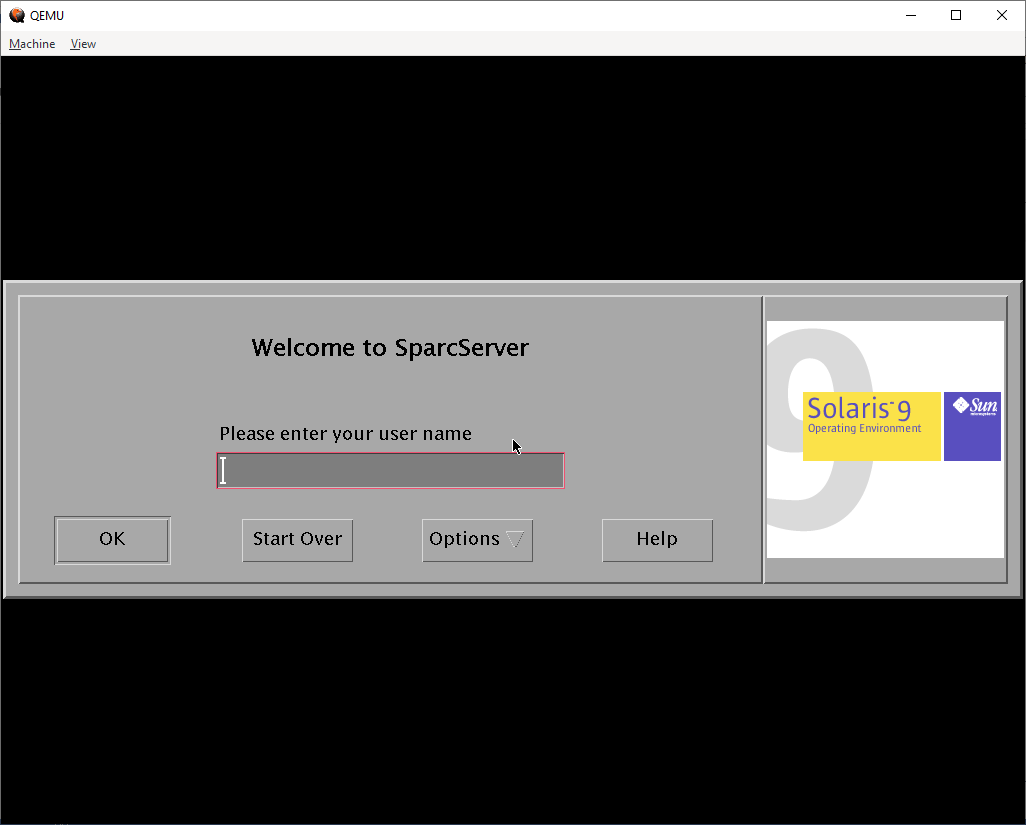 QEMU
Machine View
Welcome to SparcServer
Please enter your user name
OK
Start Over
Options
Help
9
Solaris™ 9
Operating Environment
Sun
microsystems